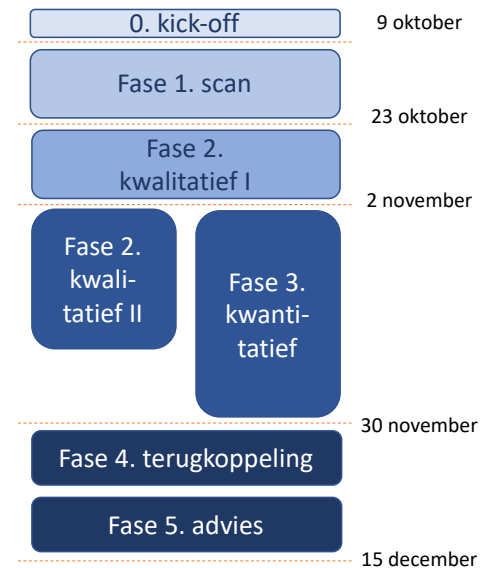 0. kick-off
9 oktober
Fase 1. scan
23 oktober
Fase 2.
kwalitatief I
2 november
Fase 2.
kwali-
tatief II
Fase 3.
kwanti-
tatief
30 november
Fase 4. terugkoppeling
Fase 5. advies
15 december